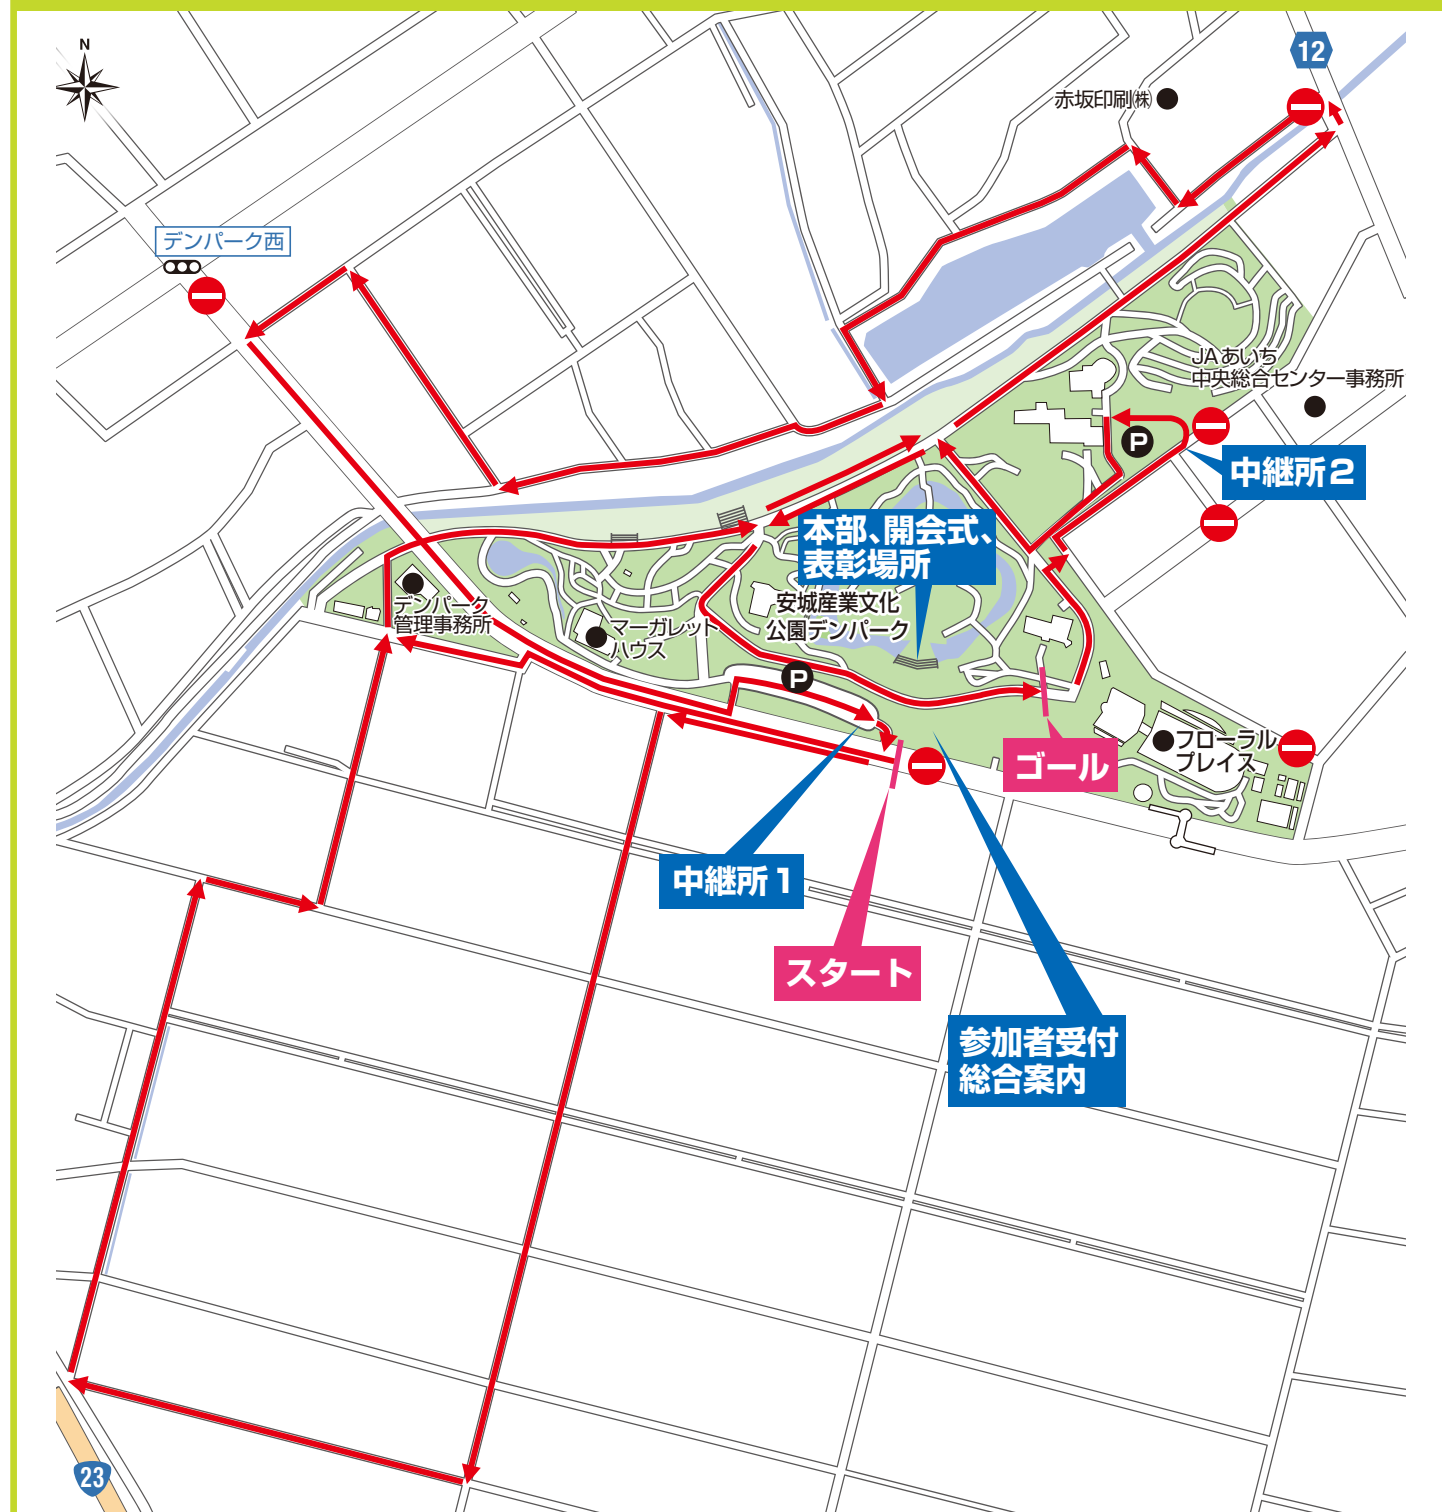 N
12
赤坂印刷㈱
デンパーク西
JAあいち
中央総合センター事務所
P
中継所2
本部、開会式、
表彰場所
安城産業文化
公園デンパーク
デンパーク
管理事務所
マーガレット
ハウス
P
フローラル
プレイス
ゴール
中継所1
スタート
参加者受付
総合案内
23